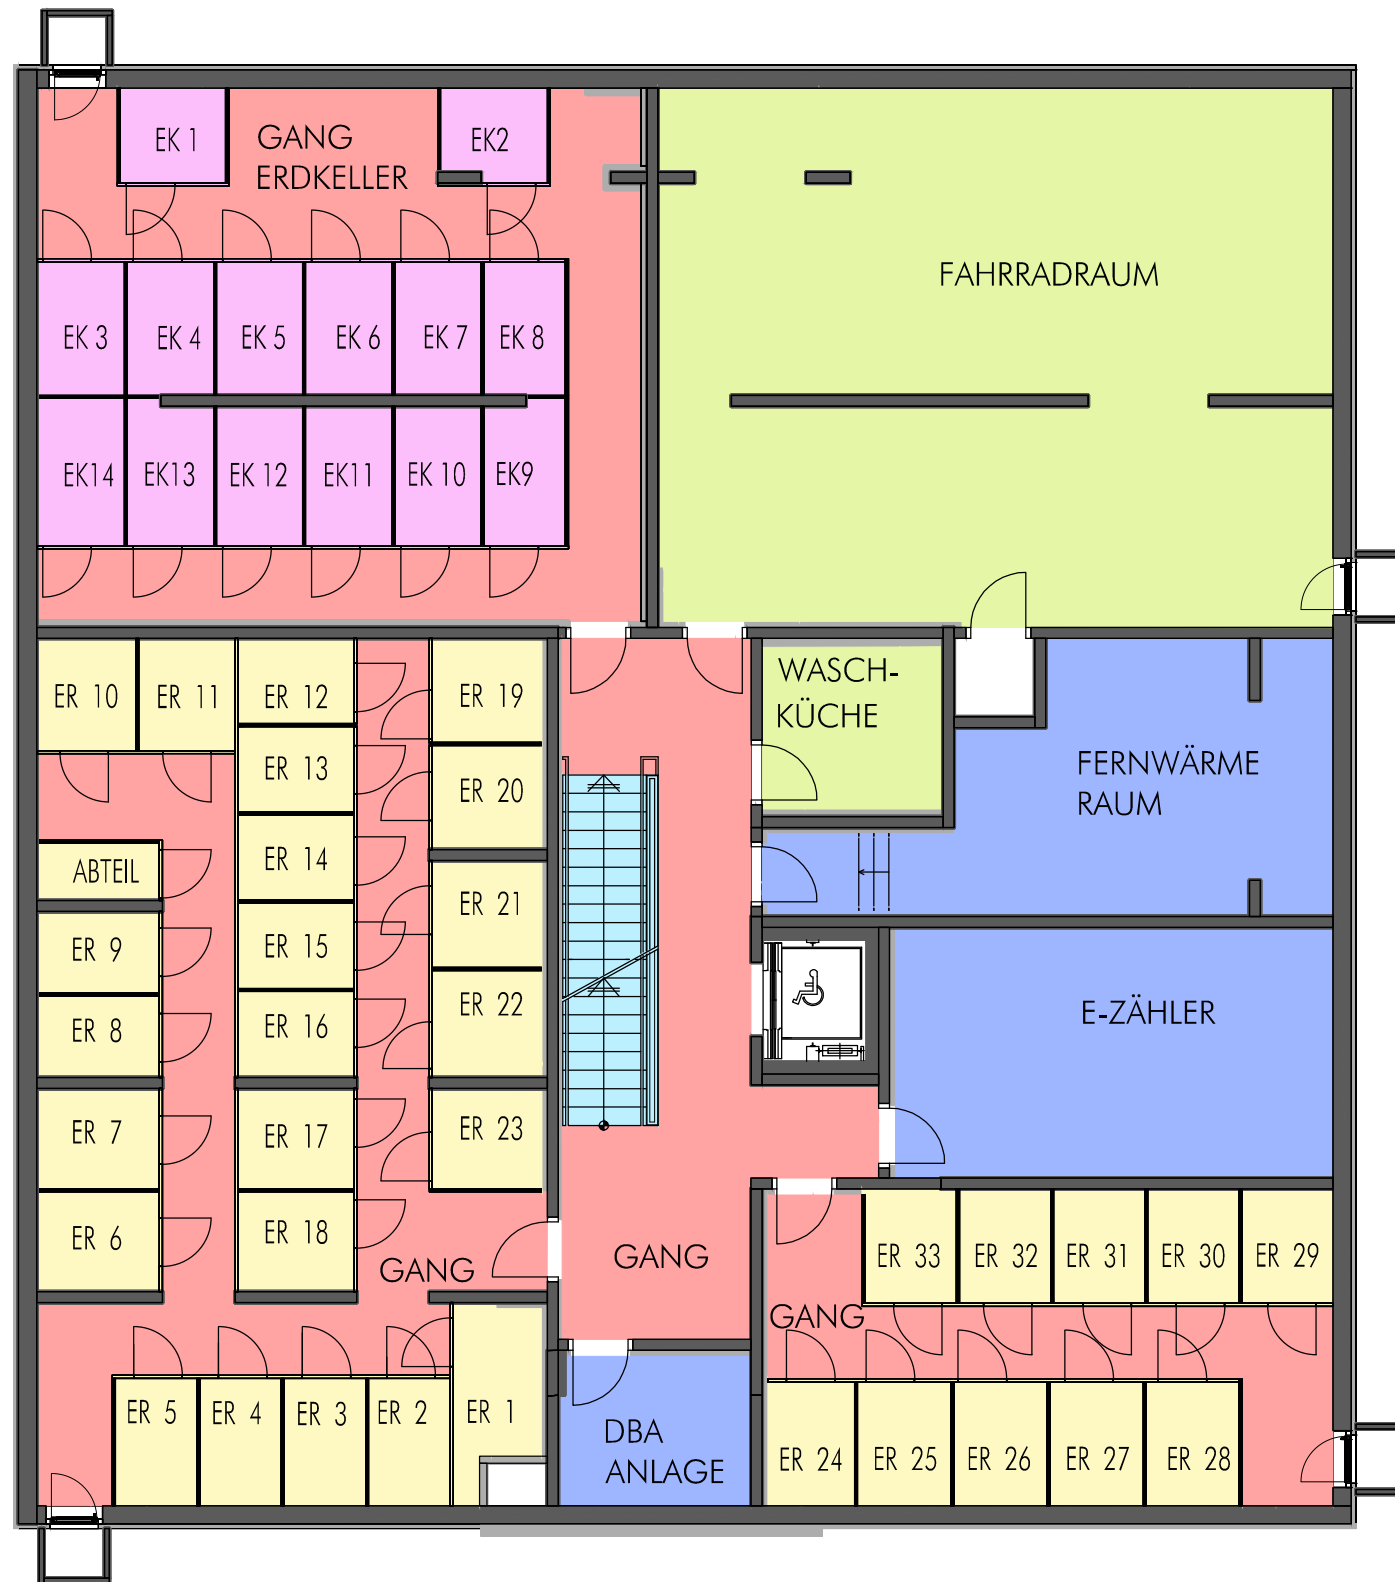 EK 1
GANG
ERDKELLER
EK2
FAHRRADRAUM
EK 3
EK 4
EK 5
EK 6
EK 7
EK 8
EK14
EK13
EK 12
EK11
EK 10
EK9
ER 10
ER 11
ER 12
ER 19
WASCH-
KÜCHE
ER 13
ER 20
FERNWÄRME
RAUM
ABTEIL
ER 14
ER 21
ER 9
ER 15
ER 8
ER 16
ER 22
E-ZÄHLER
ER 7
ER 17
ER 23
ER 6
ER 18
GANG
GANG
ER 33
ER 32
ER 31
ER 30
ER 29
GANG
ER 5
ER 4
ER 3
ER 2
ER 1
DBA
ANLAGE
ER 24
ER 25
ER 26
ER 27
ER 28